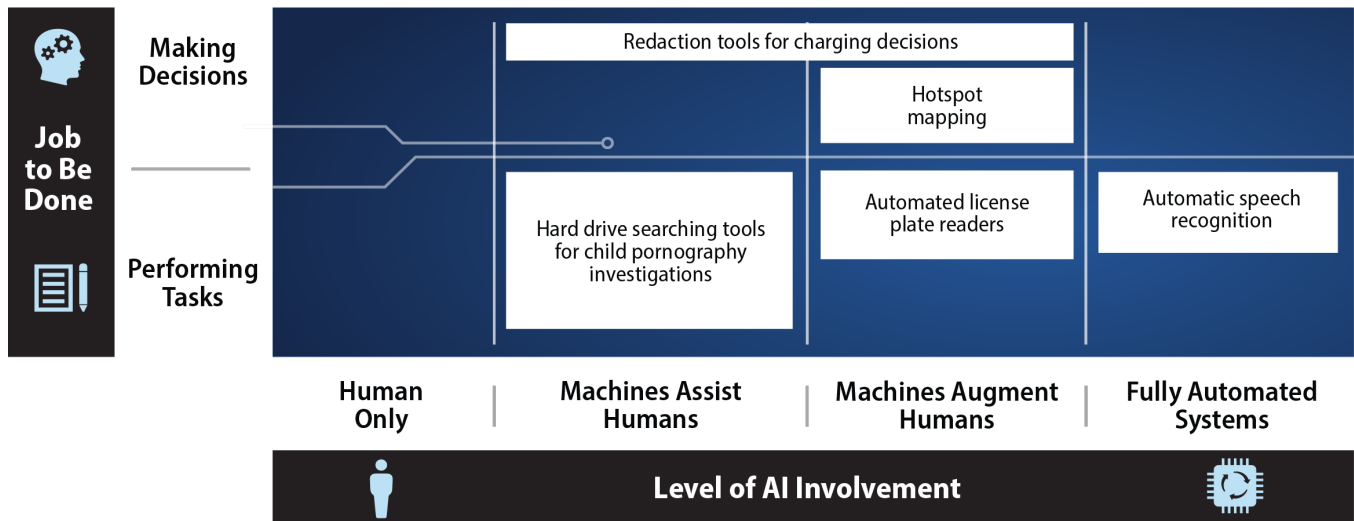 Making
Decisions
Job
to Be
Done
Performing
Tasks
Redaction tools for charging decisions
Hotspot
mapping
Hard drive searching tools
for child pornography
investigations
Automated license
plate readers
Automatic speech
recognition
Human
Only
Machines Assist
Humans
Machines Augment
Humans
Fully Automated
Systems
Level of AI Involvement